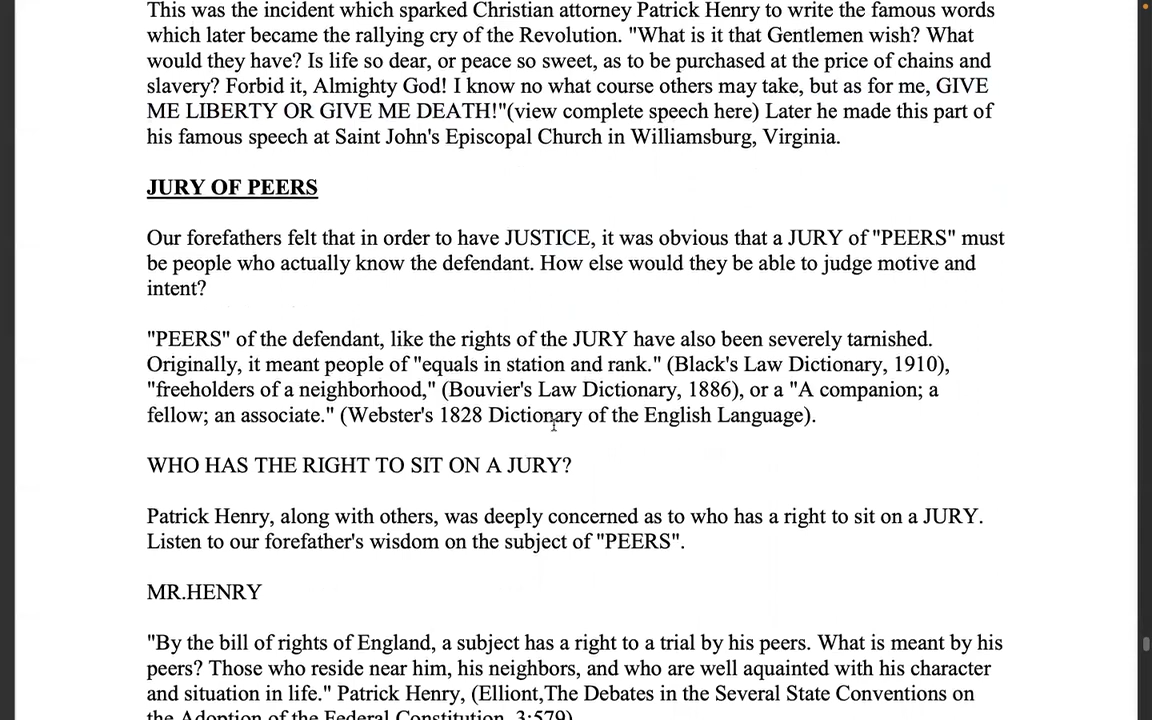 This was the incident which sparked Christian attorney Patrick Henry to write the famous words
which later became the rallying cry of the Revolution. "What is it that Gentlemen wish? What
would they have? Is life so dear, or peace so sweet, as to be purchased at the price of chains and
slavery? Forbid it, Almighty God! I know no what course others may take, but as for me, GIVE
ME LIBERTY OR GIVE ME DEATH!"(view complete speech here) Later he made this part of
his famous speech at Saint John's Episcopal Church in Williamsburg, Virginia.
JURY OF PEERS
Our forefathers felt that in order to have JUSTICE, it was obvious that a JURY of "PEERS" must
be people who actually know the defendant. How else would they be able to judge motive and
intent?
"PEERS" of the defendant, like the rights of the JURY have also been severely tarnished.
Originally, it meant people of "equals in station and rank." (Black's Law Dictionary, 1910),
"freeholders of a neighborhood," (Bouvier's Law Dictionary, 1886), or a "A companion; a
fellow; an associate." (Webster's 1828 Dictionary of the English Language).
WHO HAS THE RIGHT TO SIT ON A JURY?
Patrick Henry, along with others, was deeply concerned as to who has a right to sit on a JURY.
Listen to our forefather's wisdom on the subject of "PEERS".
MR.HENRY
"By the bill of rights of England, a subject has a right to a trial by his peers. What is meant by his
peers? Those who reside near him, his neighbors, and who are well aquainted with his character
and situation in life." Patrick Henry, (Elliont,The Debates in the Several State Conventions on
the Adoption of the Federal Constitution, 3:579)